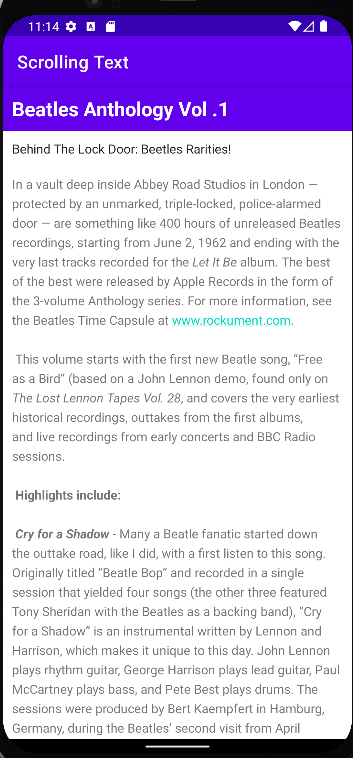 11:14
Scrolling Text
Beatles Anthology Vol .1
Behind The Lock Door: Beetles Rarities!
In a vault deep inside Abbey Road Studios in London —
protected by an unmarked, triple-locked, police-alarmed
door — are something like 400 hours of unreleased Beatles
recordings, starting from June 2, 1962 and ending with the
very last tracks recorded for the Let It Be album. The best
of the best were released by Apple Records in the form of
the 3-volume Anthology series. For more information, see
the Beatles Time Capsule at www.rockument.com.
This volume starts with the first new Beatle song, “Free
as a Bird” (based on a John Lennon demo, found only on
The Lost Lennon Tapes Vol. 28, and covers the very earliest
historical recordings, outtakes from the first albums,
and live recordings from early concerts and BBC Radio
sessions.
Highlights include:
Cry for a Shadow - Many a Beatle fanatic started down
the outtake road, like I did, with a first listen to this song.
Originally titled “Beatle Bop” and recorded in a single
session that yielded four songs (the other three featured
Tony Sheridan with the Beatles as a backing band), “Cry
for a Shadow” is an instrumental written by Lennon and
Harrison, which makes it unique to this day. John Lennon
plays rhythm guitar, George Harrison plays lead guitar, Paul
McCartney plays bass, and Pete Best plays drums. The
sessions were produced by Bert Kaempfert in Hamburg,
Germany, during the Beatles’ second visit from April